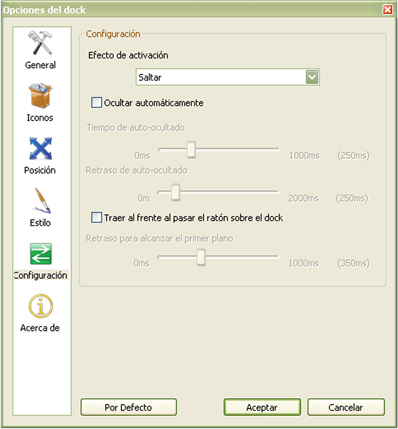 Opciones del dock
General
Iconos
Posición
Estilo
Configuración
Acerca de
Configuración
Efecto de activación
Saltar
Ocultar automáticamente
Tiempo de auto-ocultado
0ms 1000ms (250ms)
Retraso de auto-ocultado
0m 2000ms (250ms)
Traer al frente al pasar el ratón sobre el dock
Retraso para alcanzar el primer plano
0ms 1000ms (350ms)
Por Defecto Aceptar Cancelar